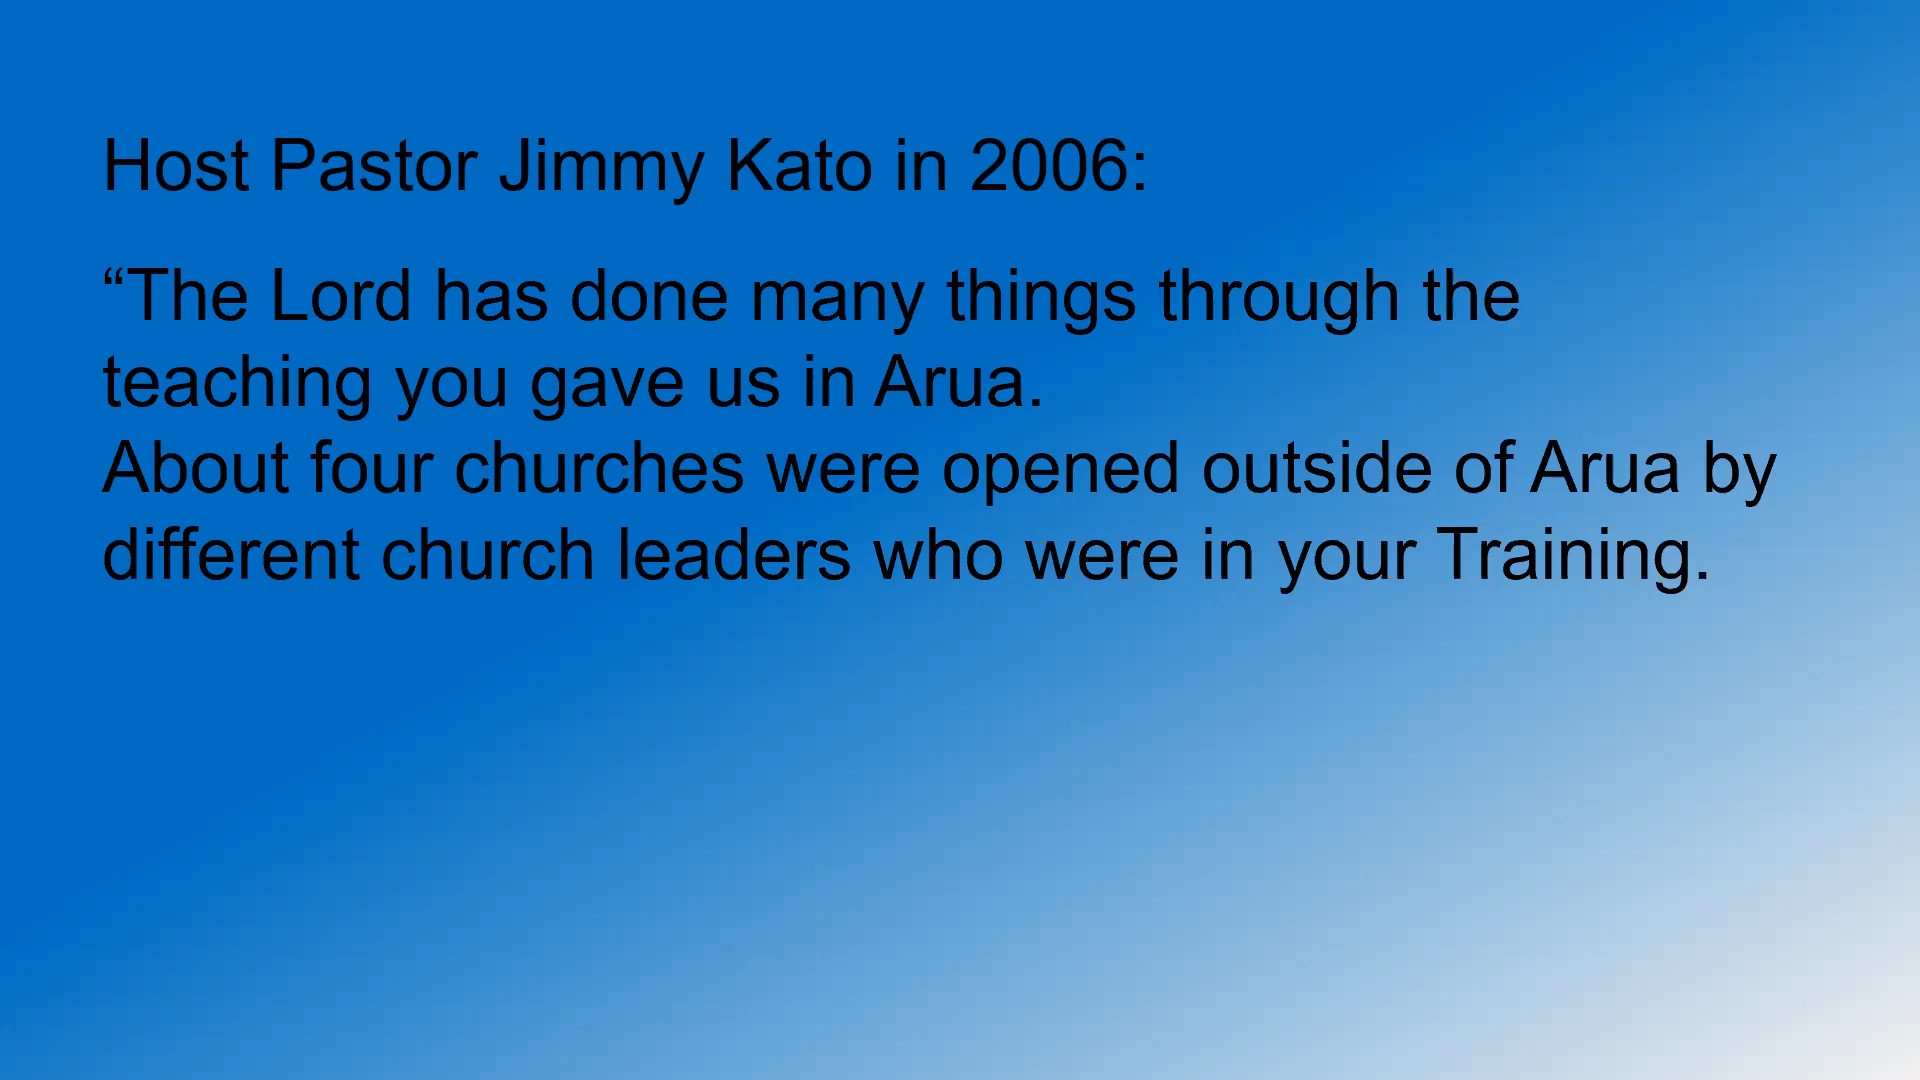 Host Pastor Jimmy Kato in 2006:
“The Lord has done many things through the
teaching you gave us in Arua.
About four churches were opened outside of Arua by
different church leaders who were in your Training.